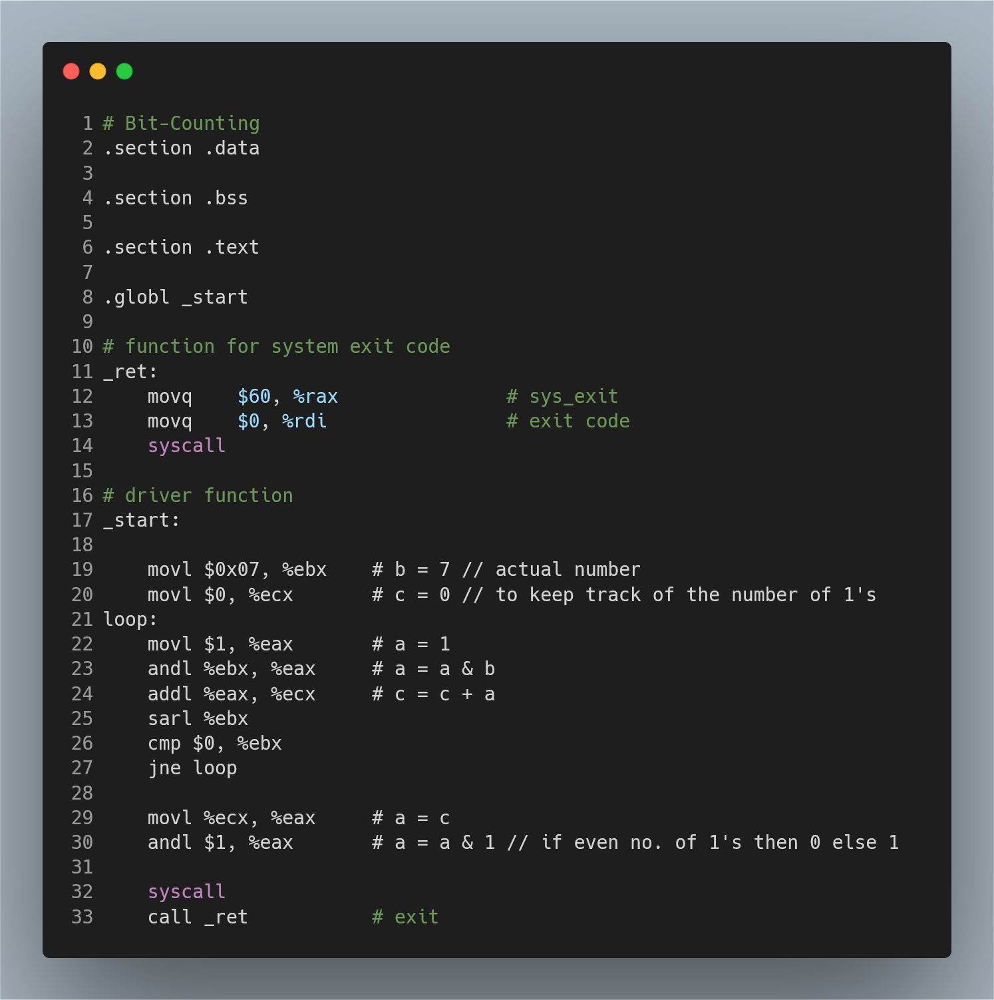 1 # Bit-Counting
2 .section .data
3
4 .section .bss
5
6 .section .text
7
8 .globl _start
9
10 # function for system exit code
11 _ret:
12     movq    $60, %rax               # sys_exit
13     movq    $0, %rdi                # exit code
14     syscall
15
16 # driver function
17 _start:
18
19     movl $0x07, %ebx    # b = 7 // actual number
20     movl $0, %ecx       # c = 0 // to keep track of the number of 1's
21 loop:
22     movl $1, %eax       # a = 1
23     andl %ebx, %eax     # a = a & b
24     addl %eax, %ecx     # c = c + a
25     sarl %ebx
26     cmp $0, %ebx
27     jne loop
28
29     movl %ecx, %eax     # a = c
30     andl $1, %eax       # a = a & 1 // if even no. of 1's then 0 else 1
31
32     syscall
33     call _ret           # exit